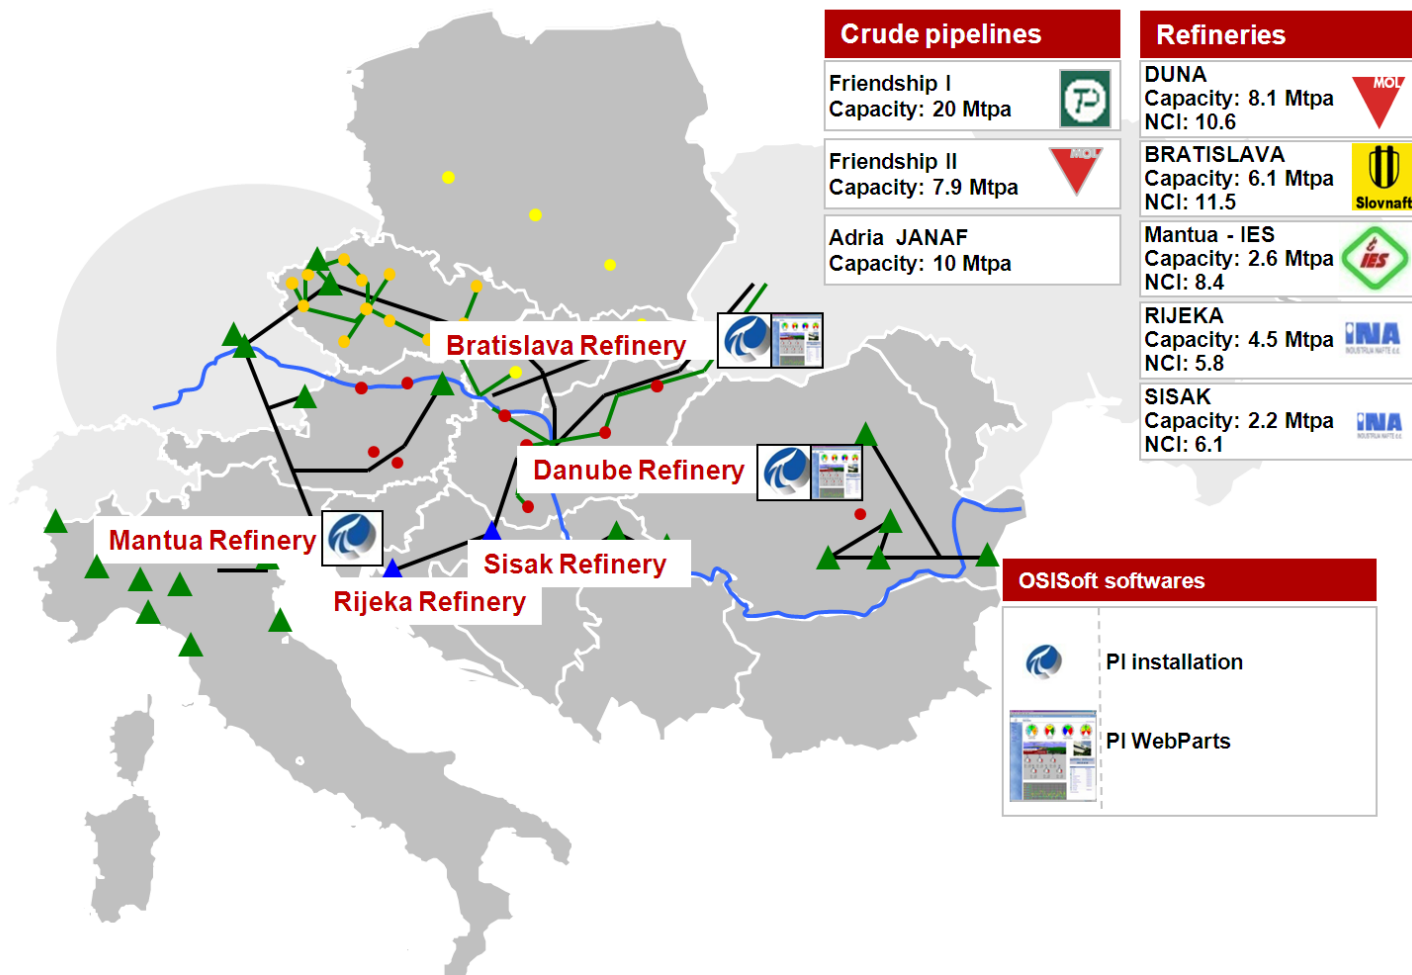 Crude pipelines
Friendship I
Capacity: 20 Mtpa
Friendship II
Capacity: 7.9 Mtpa
MOL
Adria JANAF
Capacity: 10 Mtpa
Refineries
DUNA
Capacity: 8.1 Mtpa
NCI: 10.6
MOL
BRATISLAVA
Capacity: 6.1 Mtpa
NCI: 11.5
Slovnaft
Mantua - IES
Capacity: 2.6 Mtpa
NCI: 8.4
IES
RIJEKA
Capacity: 4.5 Mtpa
NCI: 5.8
INA
INDUSTRIJA NAFTE d.d.
SISAK
Capacity: 2.2 Mtpa
NCI: 6.1
INA
INDUSTRIJA NAFTE d.d.
Bratislava Refinery
Danube Refinery
Mantua Refinery
Sisak Refinery
Rijeka Refinery
OSISoft softwares
PI installation
PI WebParts